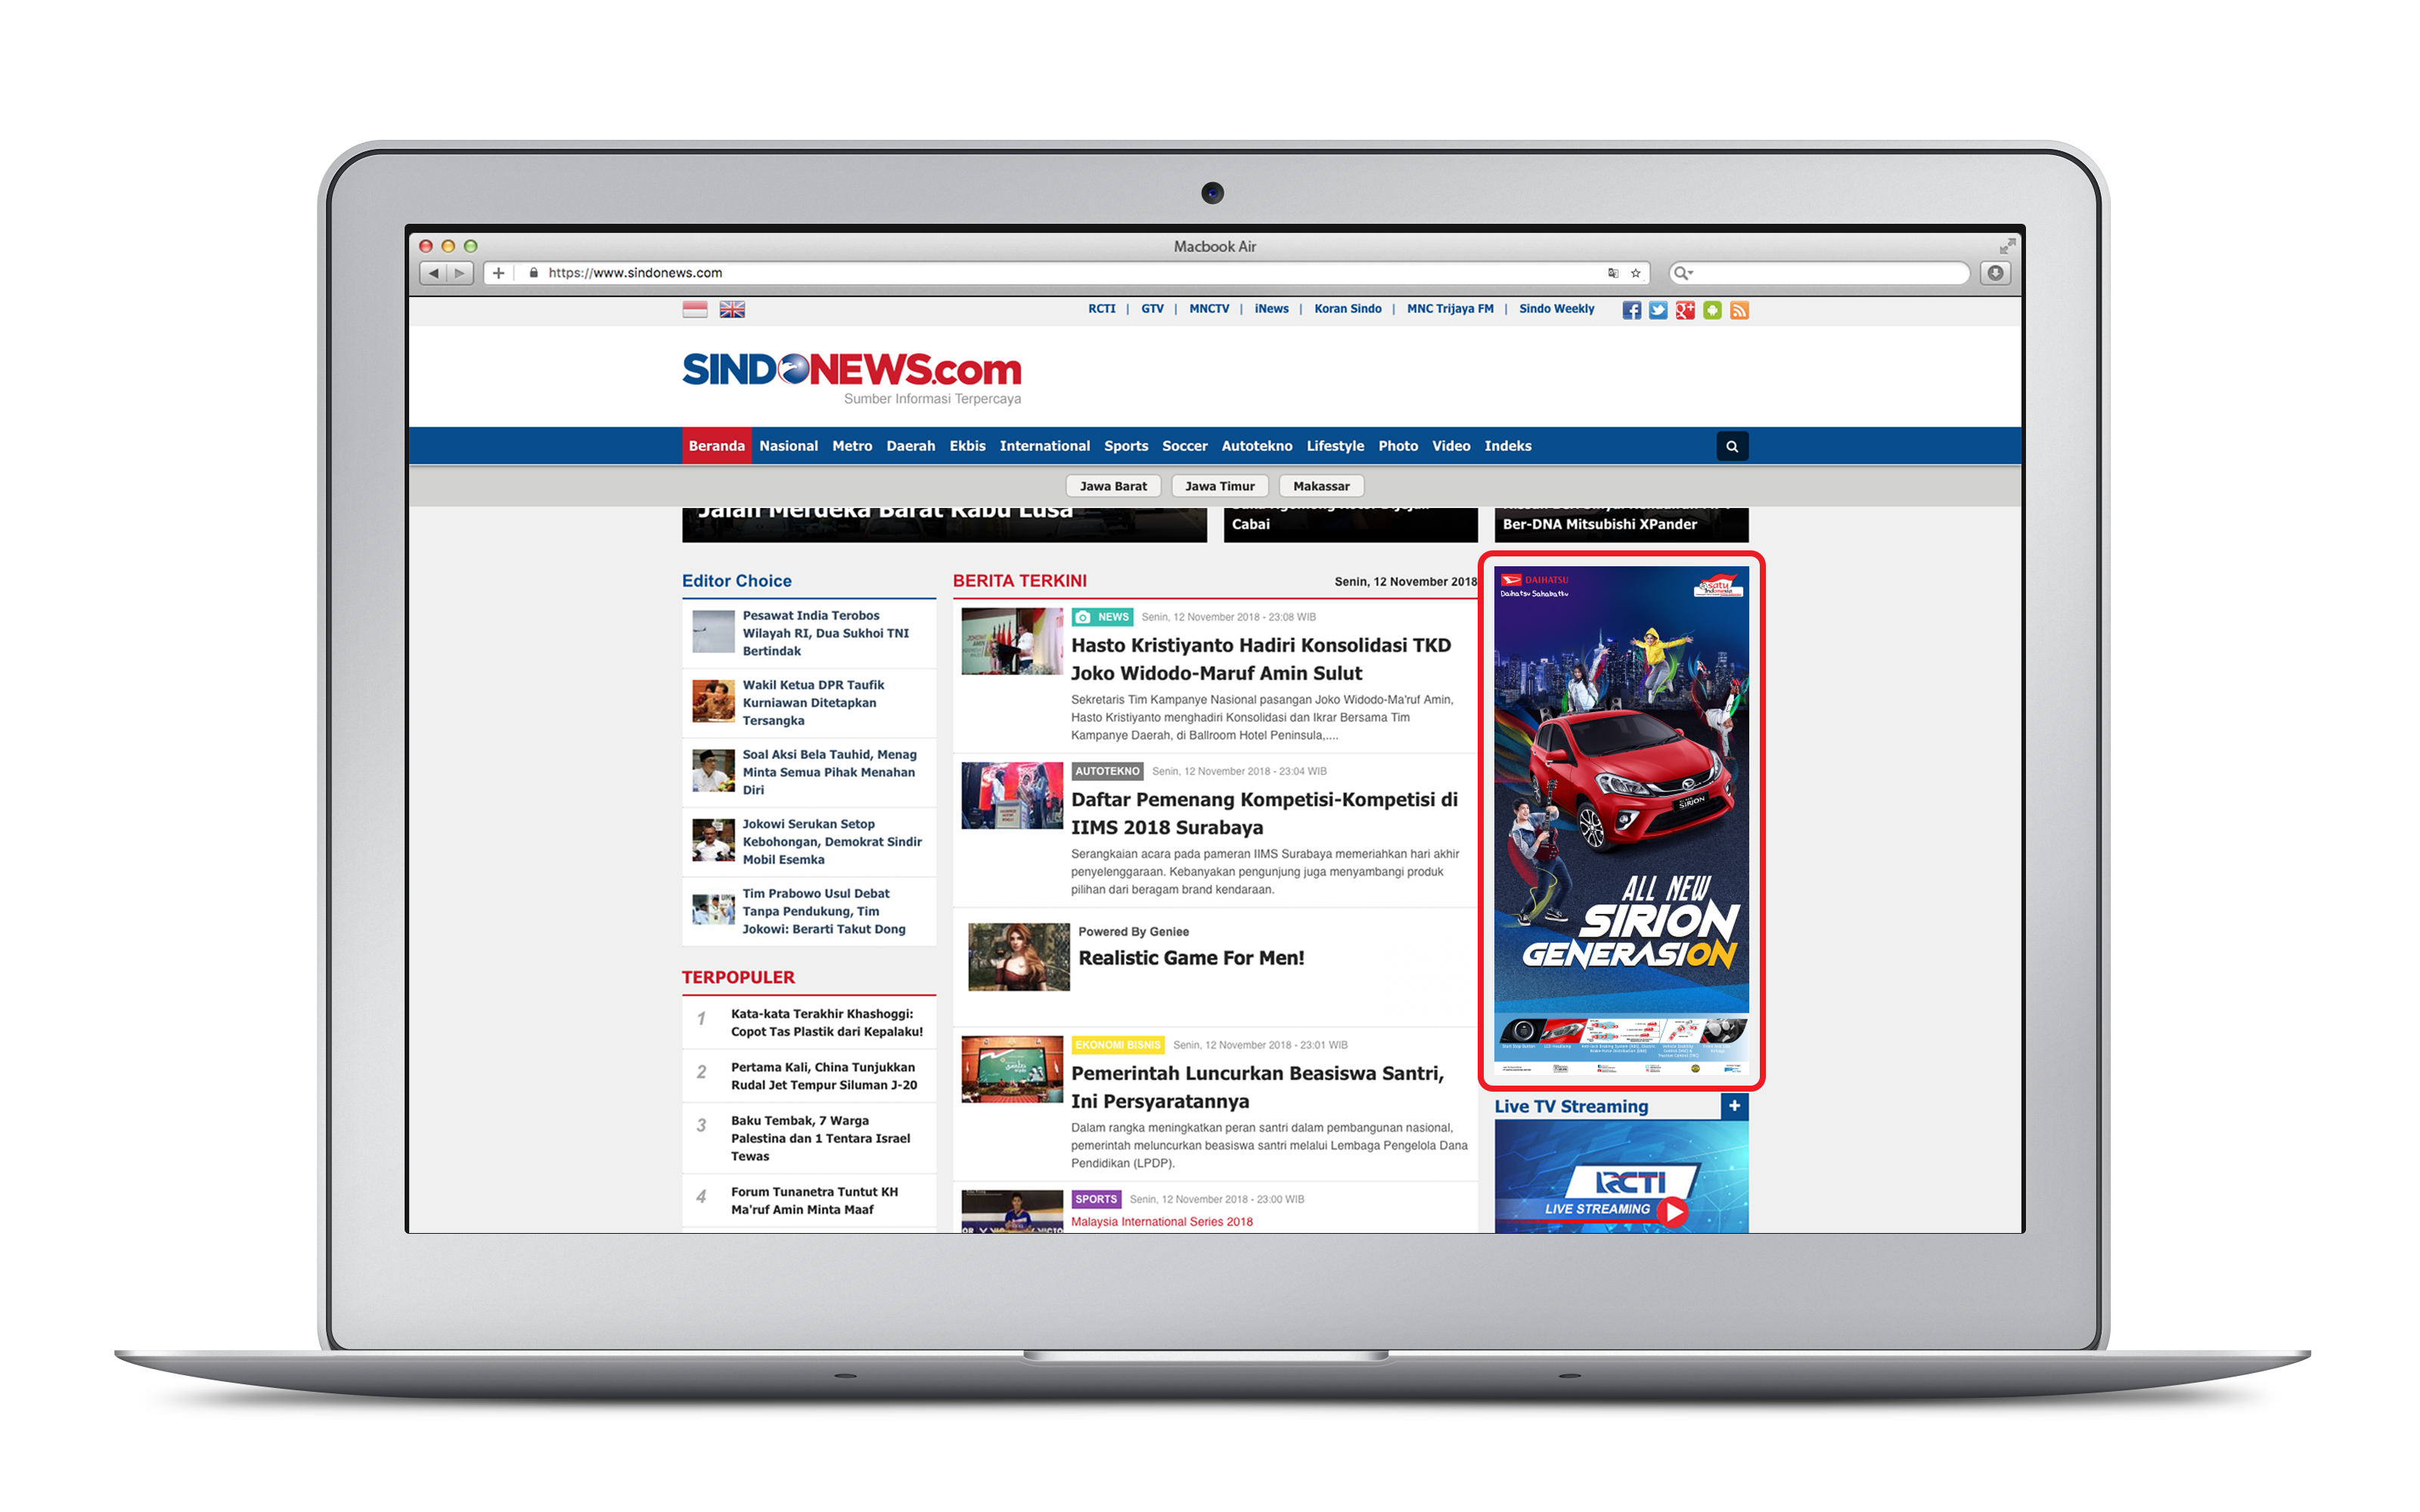 Macbook Air
https://www.sindonews.com
RCTI | GTV | MNCTV | iNews | Koran Sindo | MNC Trijaya FM | Sindo Weekly
SINDONEWS.com
Sumber Informasi Terpercaya
Beranda Nasional Metro Daerah Ekbis International Sports Soccer Autotekno Lifestyle Photo Video Indeks
Jawa Barat Jawa Timur Makassar
Jalan Merdeka Barat Rabu Lusa
Cabai
Ber-DNA Mitsubishi XPander
Editor Choice
Pesawat India Terobos
Wilayah RI, Dua Sukhoi TNI
Bertindak
Wakil Ketua DPR Taufik
Kurniawan Ditetapkan
Tersangka
Soal Aksi Bela Tauhid, Menag
Minta Semua Pihak Menahan
Diri
Jokowi Serukan Setop
Kebohongan, Demokrat Sindir
Mobil Esemka
Tim Prabowo Usul Debat
Tanpa Pendukung, Tim
Jokowi: Berarti Takut Dong
TERPOPULER
1 Kata-kata Terakhir Khashoggi:
Copot Tas Plastik dari Kepalaku!
2 Pertama Kali, China Tunjukkan
Rudal Jet Tempur Siluman J-20
3 Baku Tembak, 7 Warga
Palestina dan 1 Tentara Israel
Tewas
4 Forum Tunanetra Tuntut KH
Ma'ruf Amin Minta Maaf
BERITA TERKINI Senin, 12 November 2018
NEWS Senin, 12 November 2018 - 23:08 WIB
Hasto Kristiyanto Hadiri Konsolidasi TKD
Joko Widodo-Maruf Amin Sulut
Sekretaris Tim Kampanye Nasional pasangan Joko Widodo-Ma'ruf Amin,
Hasto Kristiyanto menghadiri Konsolidasi dan Ikrar Bersama Tim
Kampanye Daerah, di Ballroom Hotel Peninsula,....
AUTOTEKNO Senin, 12 November 2018 - 23:04 WIB
Daftar Pemenang Kompetisi-Kompetisi di
IIMS 2018 Surabaya
Serangkaian acara pada pameran IIMS Surabaya memeriahkan hari akhir
penyelenggaraan. Kebanyakan pengunjung juga menyambangi produk
pilihan dari beragam brand kendaraan.
Powered By Geniee
Realistic Game For Men!
EKONOMI BISNIS Senin, 12 November 2018 - 23:01 WIB
Pemerintah Luncurkan Beasiswa Santri,
Ini Persyaratannya
Dalam rangka meningkatkan peran santri dalam pembangunan nasional,
pemerintah meluncurkan beasiswa santri melalui Lembaga Pengelola Dana
Pendidikan (LPDP).
SPORTS Senin, 12 November 2018 - 23:00 WIB
Malaysia International Series 2018
DAIHATSU
Daihatsu Sahabatku
satu
Indonesia
SIRION
ALL NEW
SIRION
GENERASION
Live TV Streaming
RCTI
LIVE STREAMING